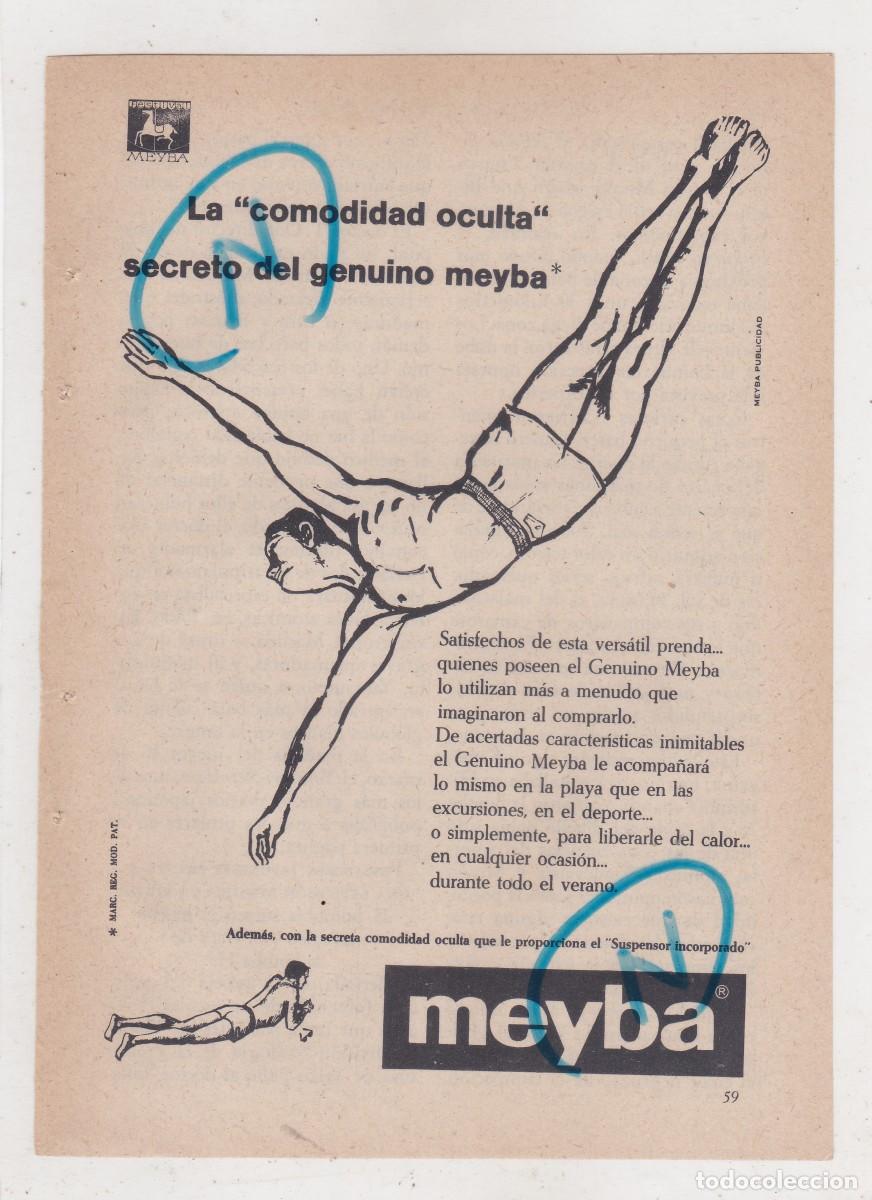 FESTIVAL
MEYBA
La "comodidad oculta"
secreto del genuino meyba*
N
MEYBA PUBLICIDAD
Satisfechos de esta versátil prenda...
quienes poseen el Genuino Meyba
lo utilizan más a menudo que
imaginaron al comprarlo.
De acertadas características inimitables
el Genuino Meyba le acompañará
lo mismo en la playa que en las
excursiones, en el deporte...
o simplemente, para liberarle del calor...
en cualquier ocasión...
durante todo el verano.
* MARC. REG. MOD. PAT.
Además, con la secreta comodidad oculta que le proporciona el "Suspensor incorporado"
N
meyba®
59
todocoleccion